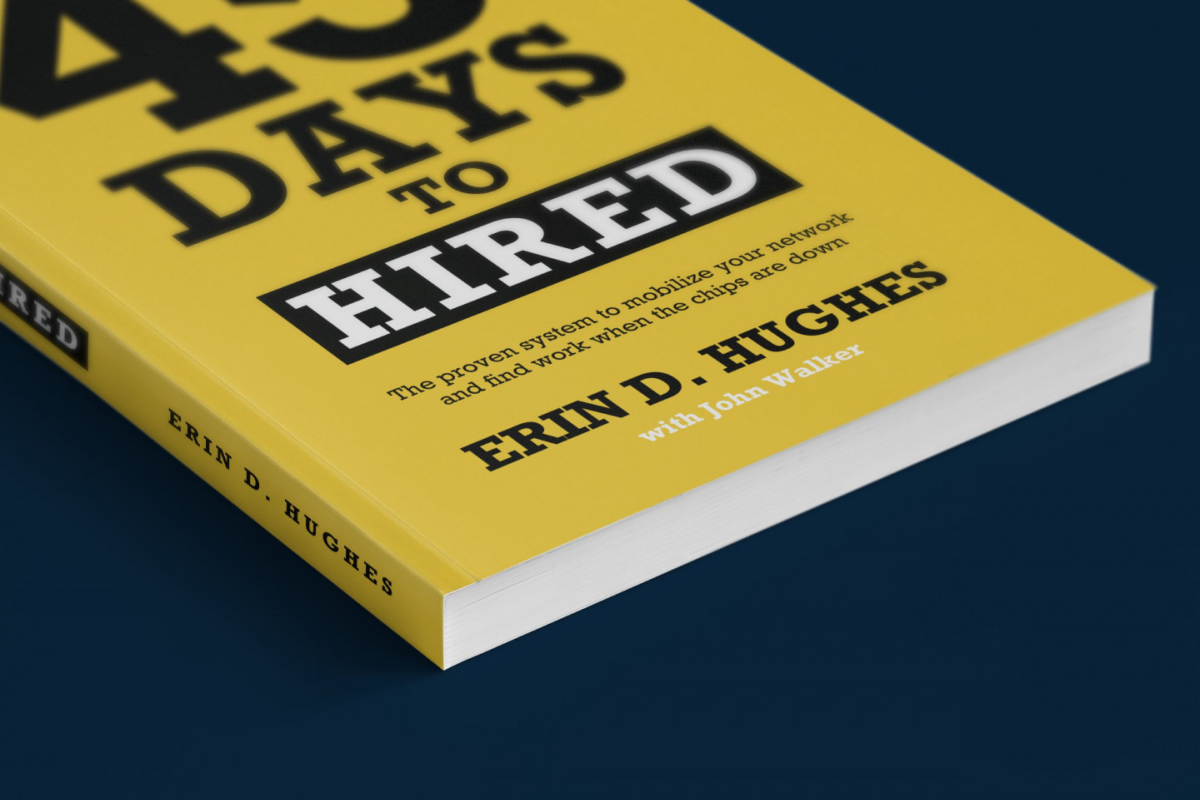 DAYS
TO
HIRED
The proven system to mobilize your network
and find work when the chips are down
ERIN D. HUGHES
with John Walker
HIRED
ERIN D. HUGHES